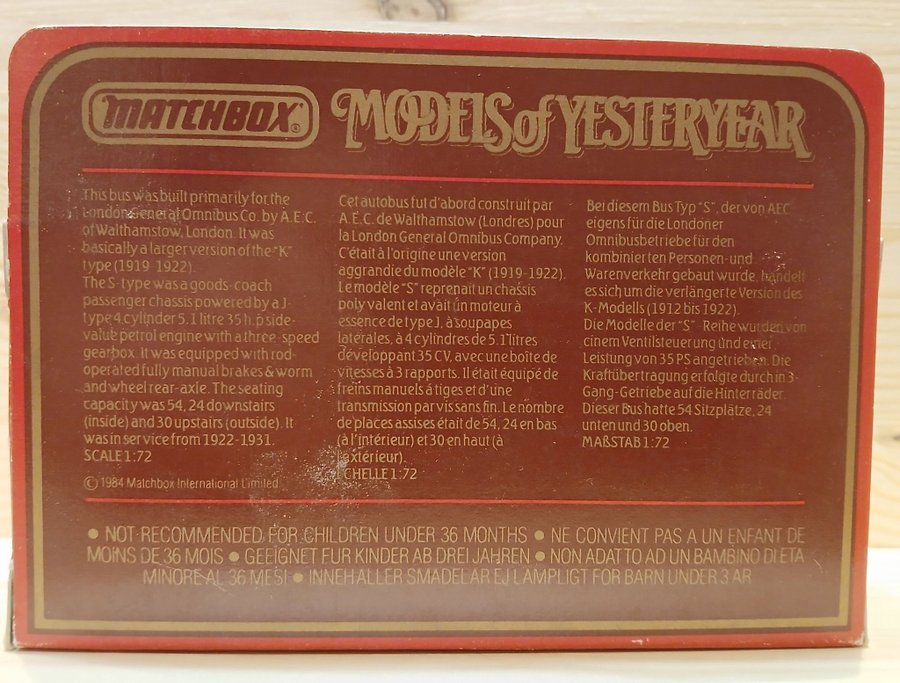 MATCHBOX®
MODELS of YESTERYEAR
This bus was built primarily for the
London General Omnibus Co. by A.E.C.
of Walthamstow, London. It was
basically a larger version of the "K"
type (1919-1922).
The S-type was a goods-coach
passenger chassis powered by a J-
type 4 cylinder 5.1 litre 35 h.p side-
value petrol engine with a three-speed
gearbox. It was equipped with rod-
operated fully manual brakes & worm
and wheel rear-axle. The seating
capacity was 54, 24 downstairs
(inside) and 30 upstairs (outside). It
was in service from 1922-1931.
SCALE 1:72
© 1984 Matchbox International Limited
Cet autobus fut d'abord construit par
A.E.C. de Walthamstow (Londres) pour
la London General Omnibus Company.
C'était à l'origine une version
aggrandie du modèle "K" (1919-1922).
Le modèle "S" reprenait un chassis
poly valent et avait un moteur à
essence de type J, à soupapes
latérales, à 4 cylindres de 5.1 litres
développant 35 CV, avec une boîte de
vitesses à 3 rapports. Il était équipé de
freins manuels à tiges et d'une
transmission par vis sans fin. Le nombre
de places assises était de 54, 24 en bas
(à l'intérieur) et 30 en haut (à
l'extérieur).
ECHELLE 1:72
Bei diesem Bus Typ "S", der von AEC
eigens für die Londoner
Omnibusbetriebe für den
kombinierten Personen- und
Warenverkehr gebaut wurde, handelt
es sich um die verlängerte Version des
K-Modells (1912 bis 1922).
Die Modelle der "S"-Reihe wurden von
einem Ventilsteuerung und einer
Leistung von 35 PS angetrieben. Die
Kraftübertragung erfolgte durch in 3-
Gang-Getriebe auf die Hinterräder.
Dieser Bus hatte 54 Sitzplätze, 24
unten und 30 oben.
MAßSTAB 1:72
• NOT RECOMMENDED FOR CHILDREN UNDER 36 MONTHS • NE CONVIENT PAS A UN ENFANT DE
MOINS DE 36 MOIS • GEEIGNET FUR KINDER AB DREI JAHREN • NON ADATTO AD UN BAMBINO DI ETA
MINORE AL 36 MESI • INNEHALLER SMADELAR EJ LAMPLIGT FOR BARN UNDER 3 AR